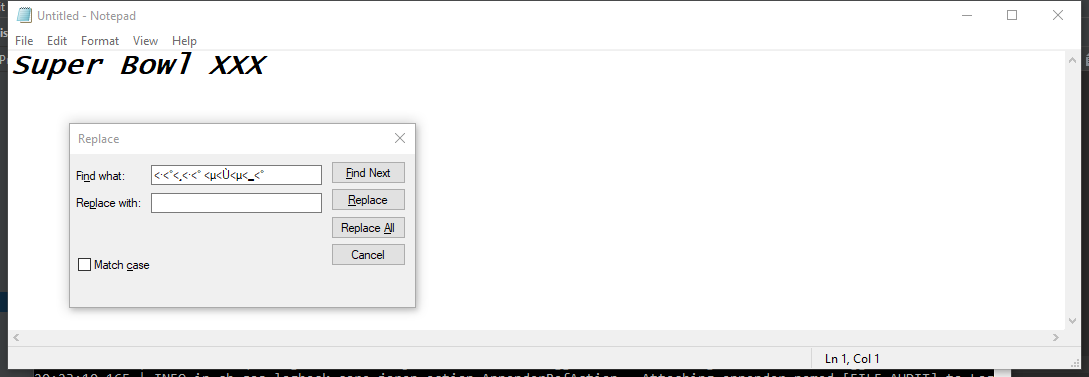 Untitled - Notepad
File Edit Format View Help
Super Bowl XXX
Replace
Find what: <·<°<¸<·<° <µ<Ù<µ<_<° Find Next
Replace with: Replace
Replace All
Cancel
Match case
Ln 1, Col 1